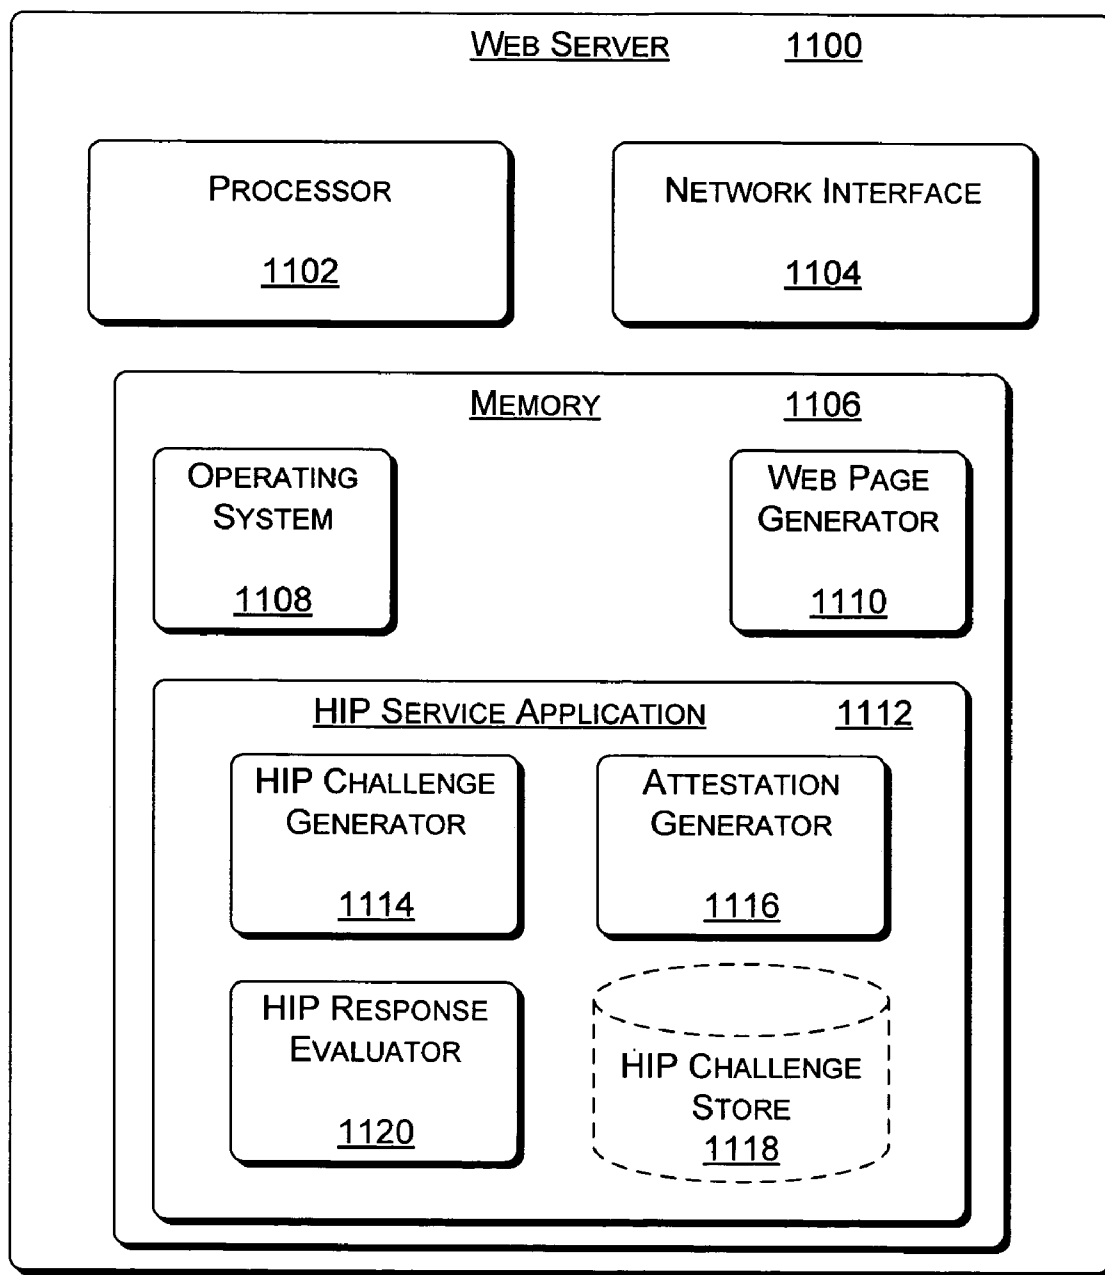 WEB SERVER 1100
PROCESSOR
1102
NETWORK INTERFACE
1104
MEMORY 1106
OPERATING
SYSTEM
1108
WEB PAGE
GENERATOR
1110
HIP SERVICE APPLICATION 1112
HIP CHALLENGE
GENERATOR
1114
ATTESTATION
GENERATOR
1116
HIP RESPONSE
EVALUATOR
1120
HIP CHALLENGE
STORE
1118